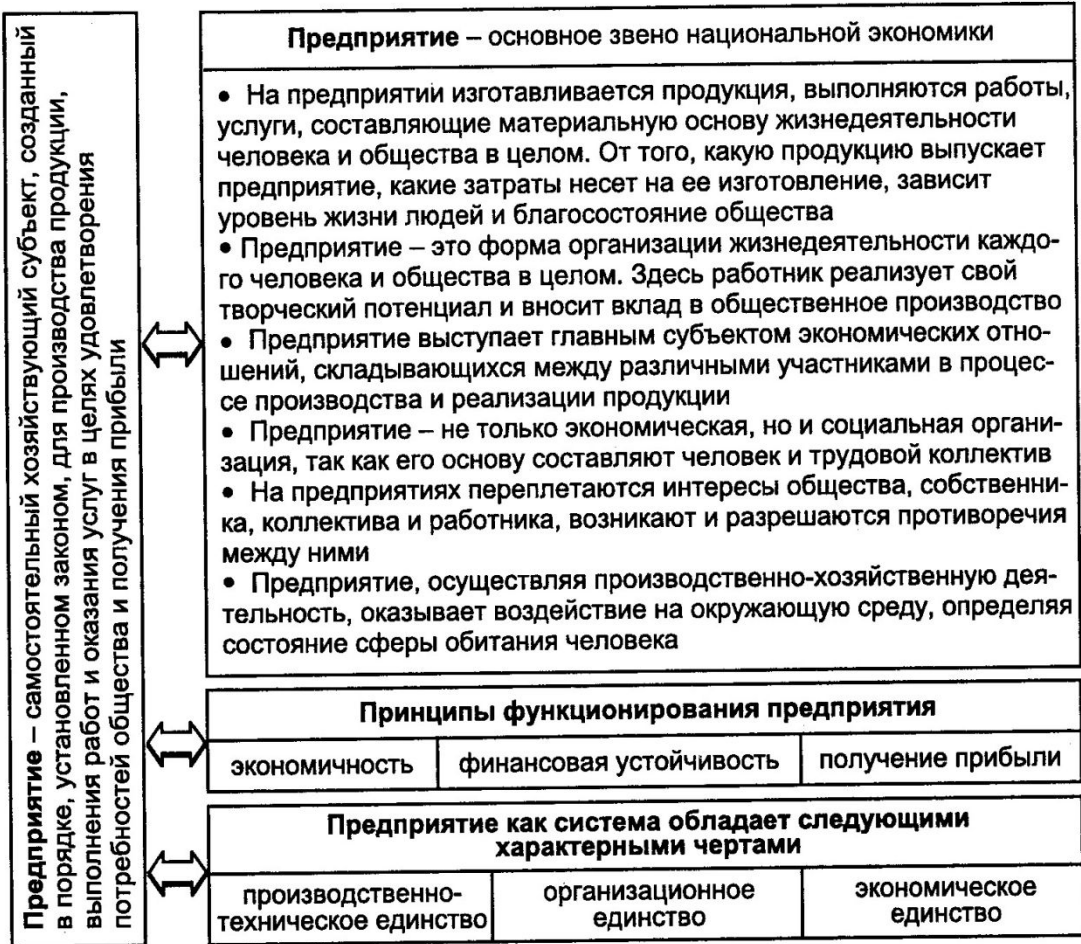 Предприятие – самостоятельный хозяйствующий субъект, созданный
в порядке, установленном законом, для производства продукции,
выполнения работ и оказания услуг в целях удовлетворения
потребностей общества и получения прибыли
Предприятие – основное звено национальной экономики
• На предприятии изготавливается продукция, выполняются работы,
услуги, составляющие материальную основу жизнедеятельности
человека и общества в целом. От того, какую продукцию выпускает
предприятие, какие затраты несет на ее изготовление, зависит
уровень жизни людей и благосостояние общества
• Предприятие – это форма организации жизнедеятельности каждо-
го человека и общества в целом. Здесь работник реализует свой
творческий потенциал и вносит вклад в общественное производство
• Предприятие выступает главным субъектом экономических отно-
шений, складывающихся между различными участниками в процес-
се производства и реализации продукции
• Предприятие – не только экономическая, но и социальная органи-
зация, так как его основу составляют человек и трудовой коллектив
• На предприятиях переплетаются интересы общества, собственни-
ка, коллектива и работника, возникают и разрешаются противоречия
между ними
• Предприятие, осуществляя производственно-хозяйственную дея-
тельность, оказывает воздействие на окружающую среду, определяя
состояние сферы обитания человека
Принципы функционирования предприятия
экономичность
финансовая устойчивость
получение прибыли
Предприятие как система обладает следующими
характерными чертами
производственно-
техническое единство
организационное
единство
экономическое
единство